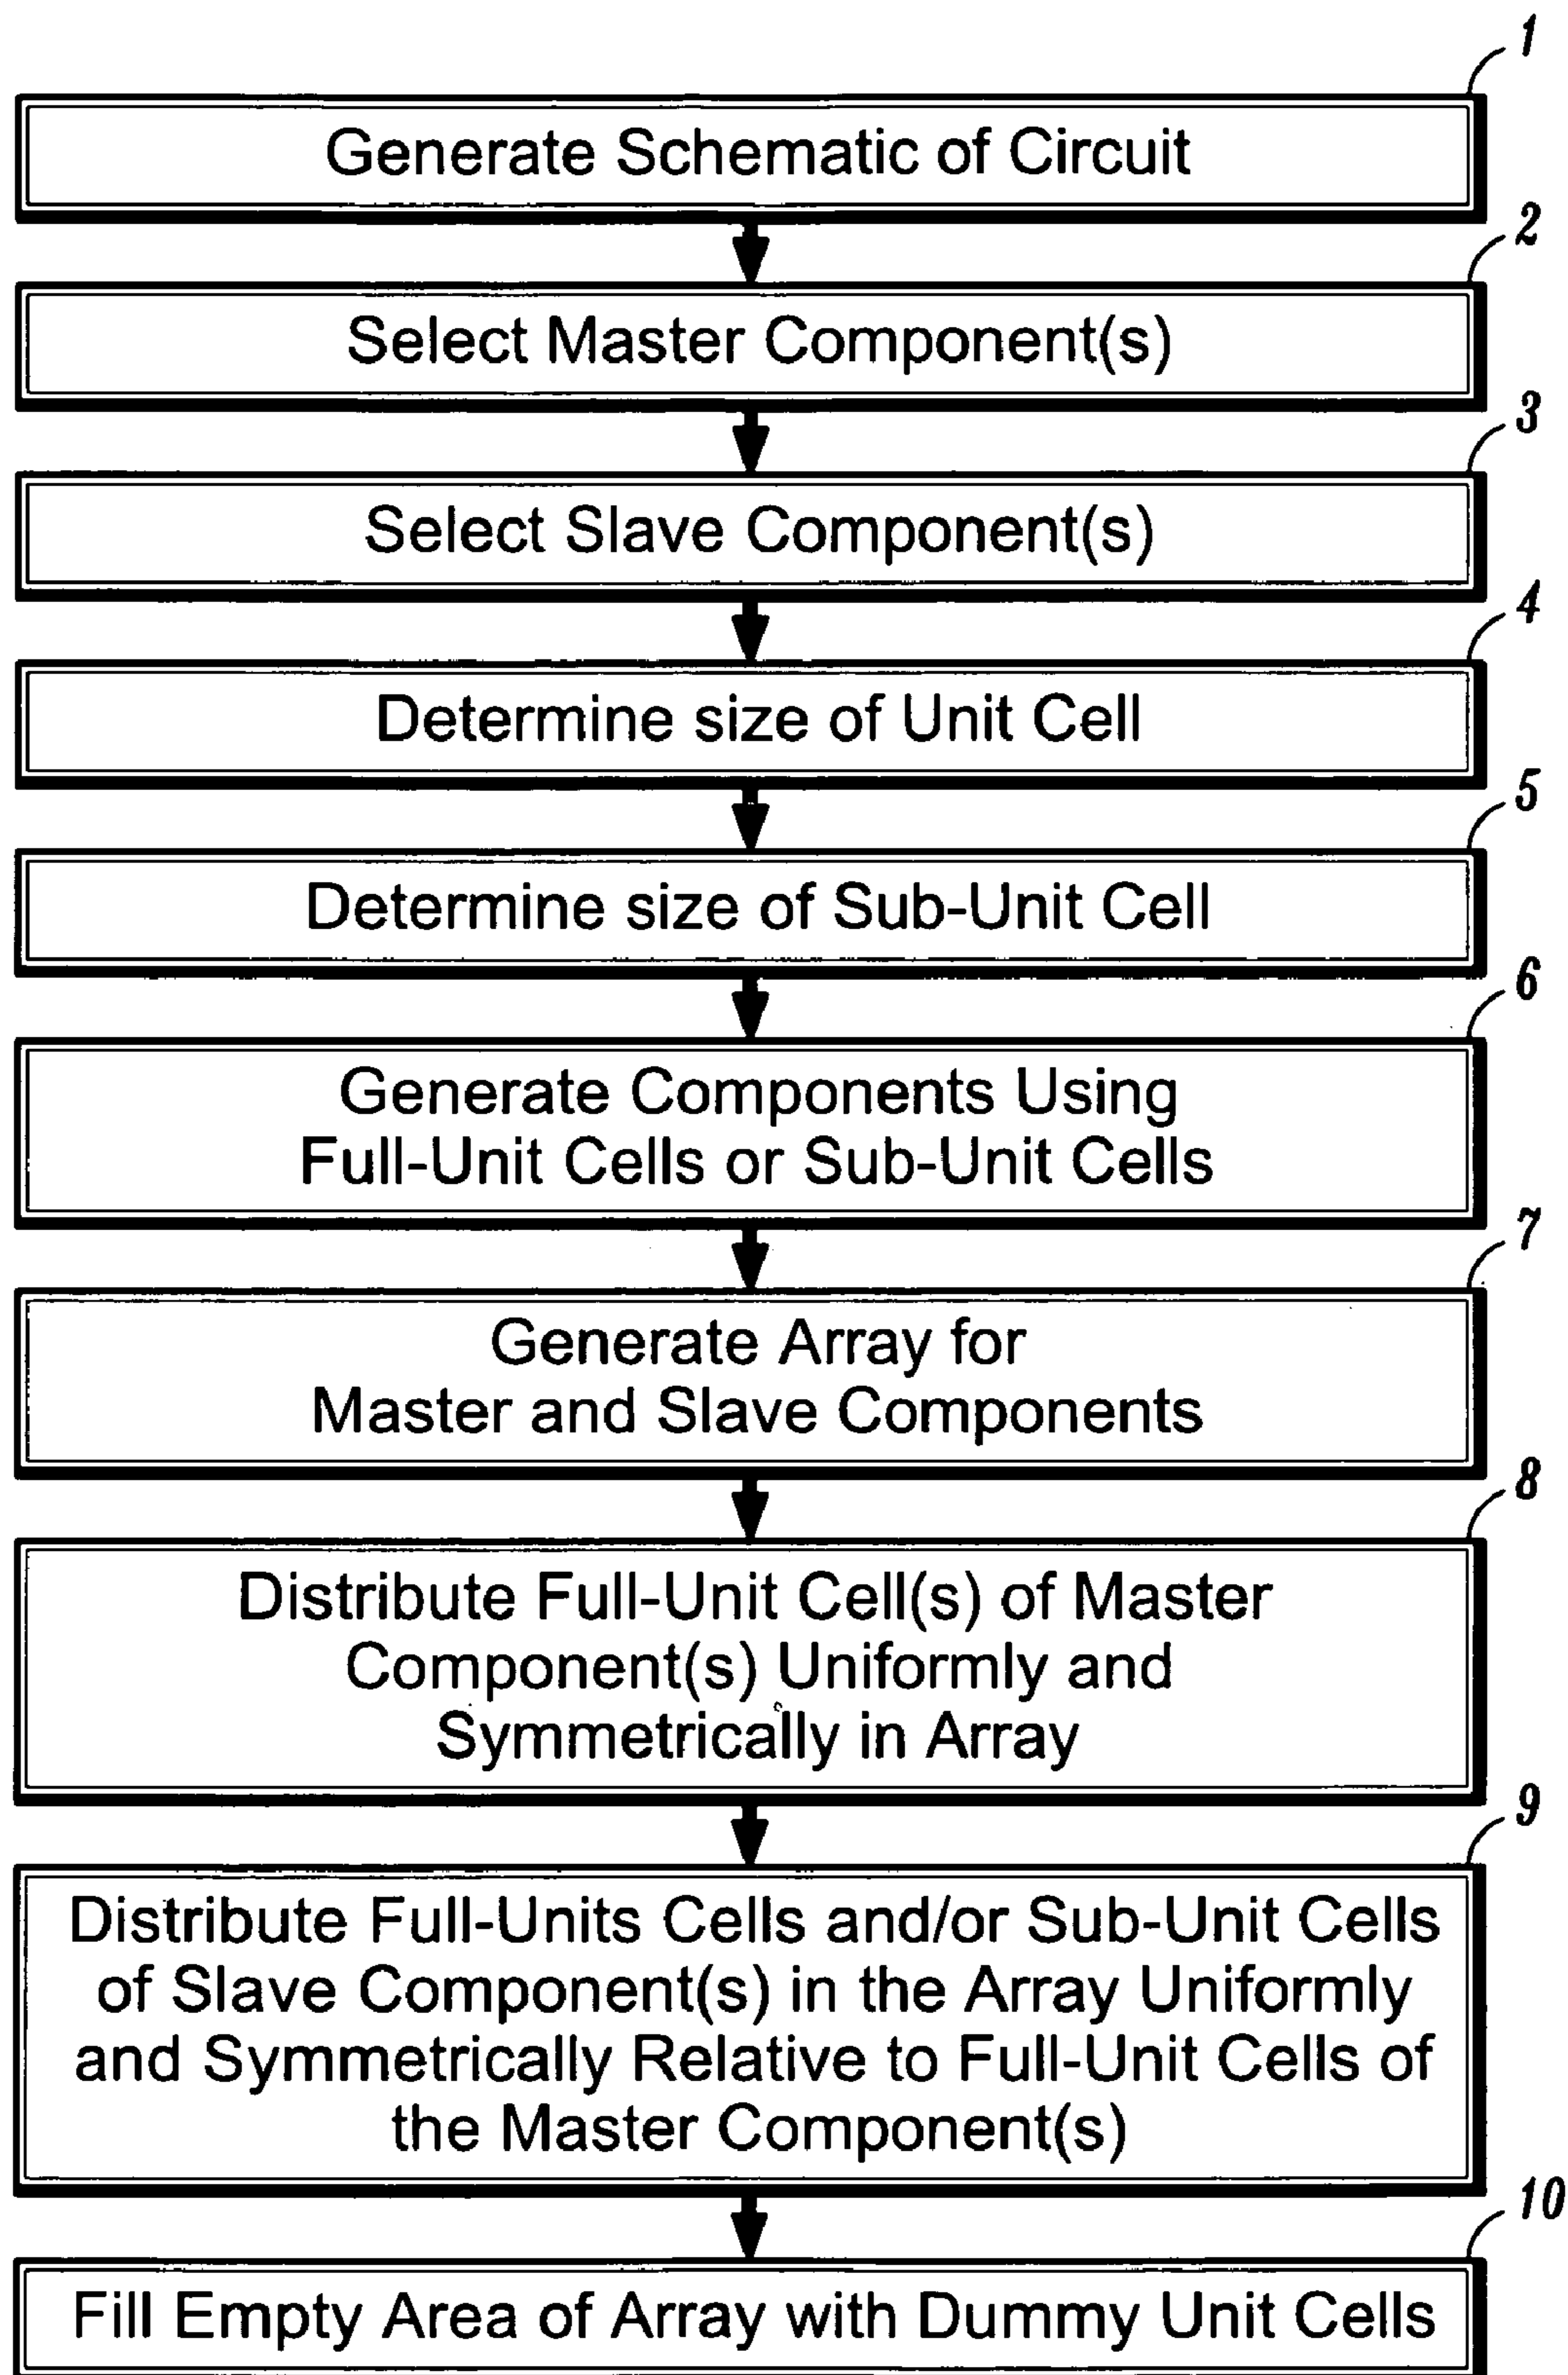 1
Generate Schematic of Circuit
2
Select Master Component(s)
3
Select Slave Component(s)
4
Determine size of Unit Cell
5
Determine size of Sub-Unit Cell
6
Generate Components Using
Full-Unit Cells or Sub-Unit Cells
7
Generate Array for
Master and Slave Components
8
Distribute Full-Unit Cell(s) of Master
Component(s) Uniformly and
Symmetrically in Array
9
Distribute Full-Units Cells and/or Sub-Unit Cells
of Slave Component(s) in the Array Uniformly
and Symmetrically Relative to Full-Unit Cells of
the Master Component(s)
10
Fill Empty Area of Array with Dummy Unit Cells